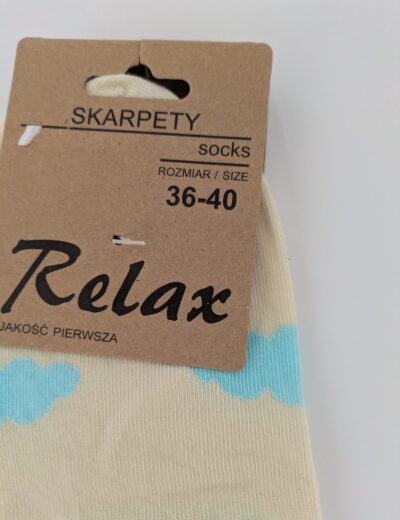 SKARPETY
socks
ROZMIAR / SIZE
36-40
Relax
JAKOŚĆ PIERWSZA